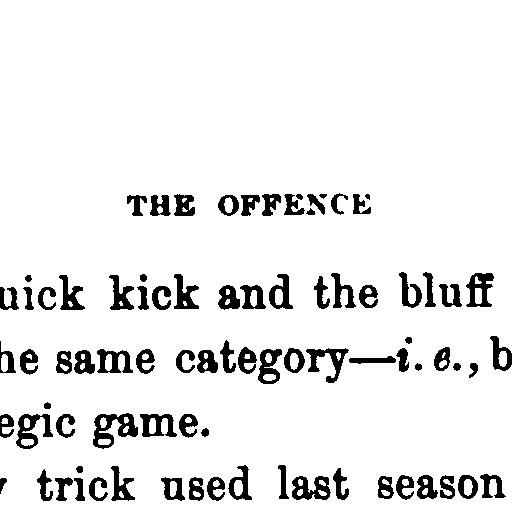 THE OFFENCE
uick kick and the bluff
he same category—i. e., b
egic game.
trick used last season